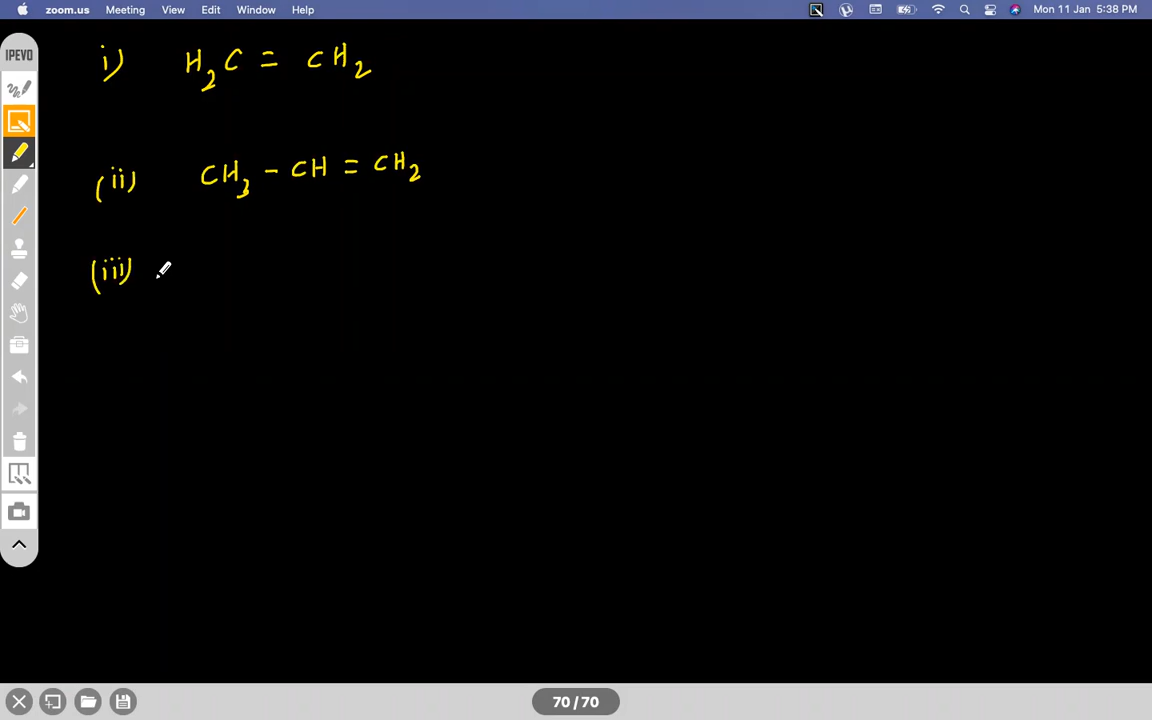 zoom.us Meeting View Edit Window Help Mon 11 Jan 5:38 PM
IPEVO
i) H₂C = CH₂
(ii) CH₃ - CH = CH₂
(iii)
70 / 70